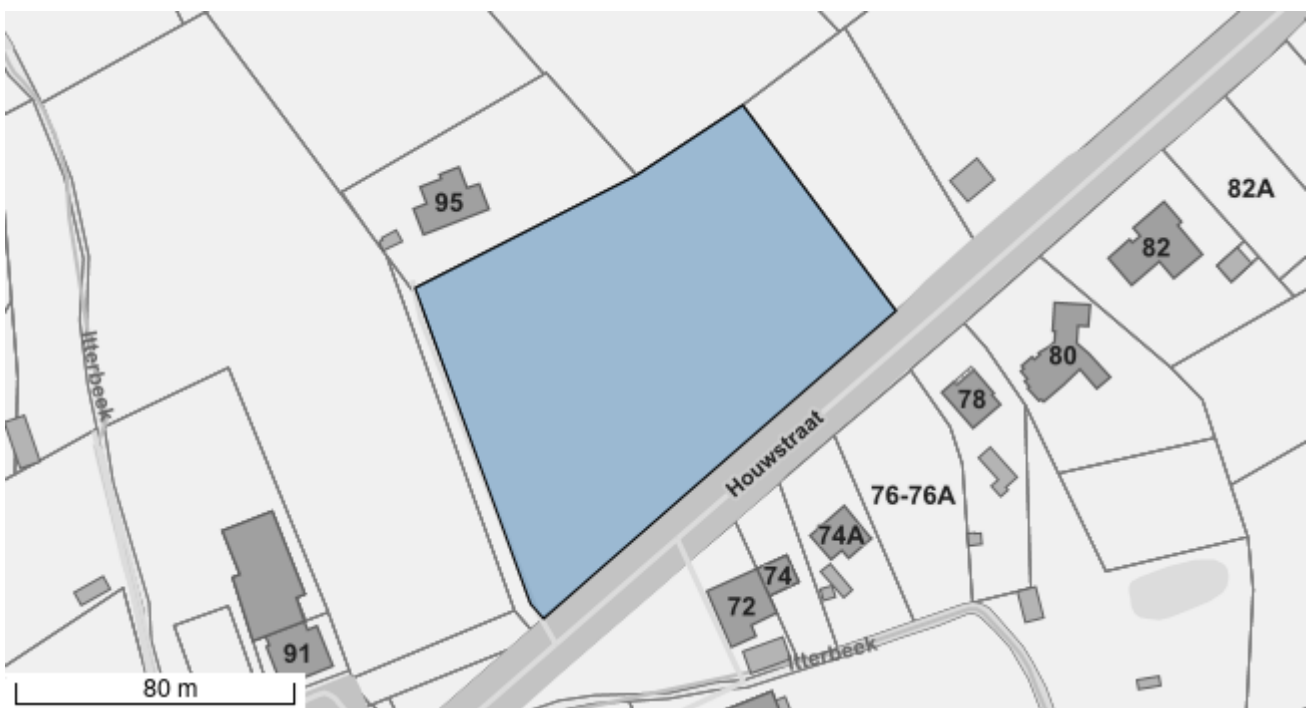 95
82A
82
Itterbeek
80
78
Houwstraat
76-76A
74A
74
72
91
Itterbeek
80 m